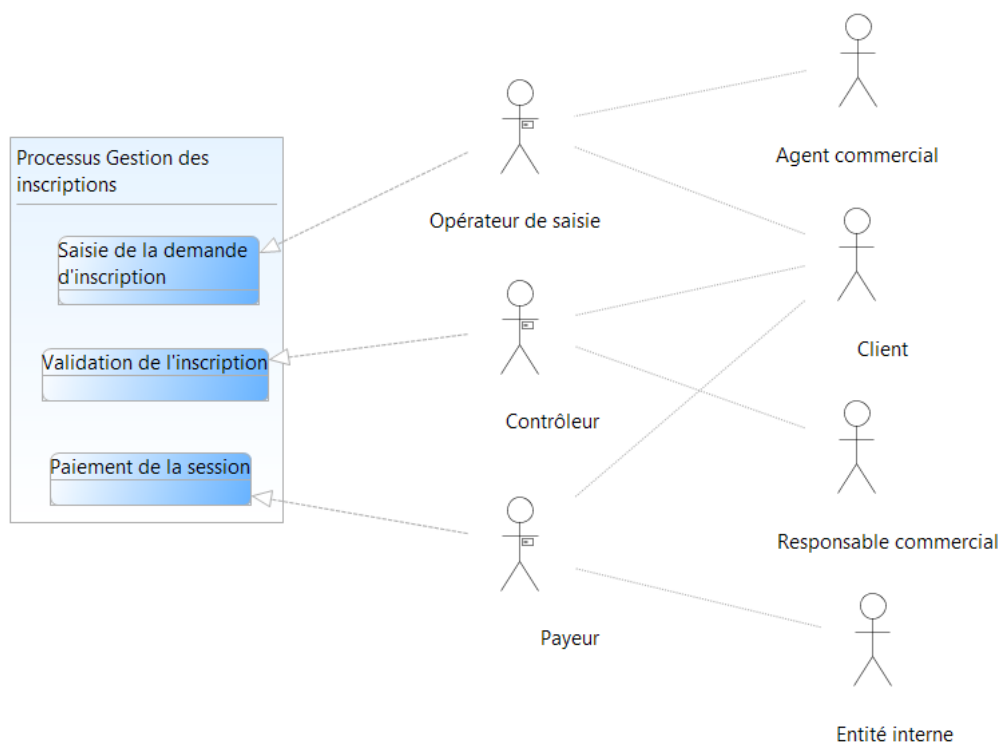 Processus Gestion des
inscriptions
Saisie de la demande
d'inscription
Validation de l'inscription
Paiement de la session
Opérateur de saisie
Contrôleur
Payeur
Agent commercial
Client
Responsable commercial
Entité interne